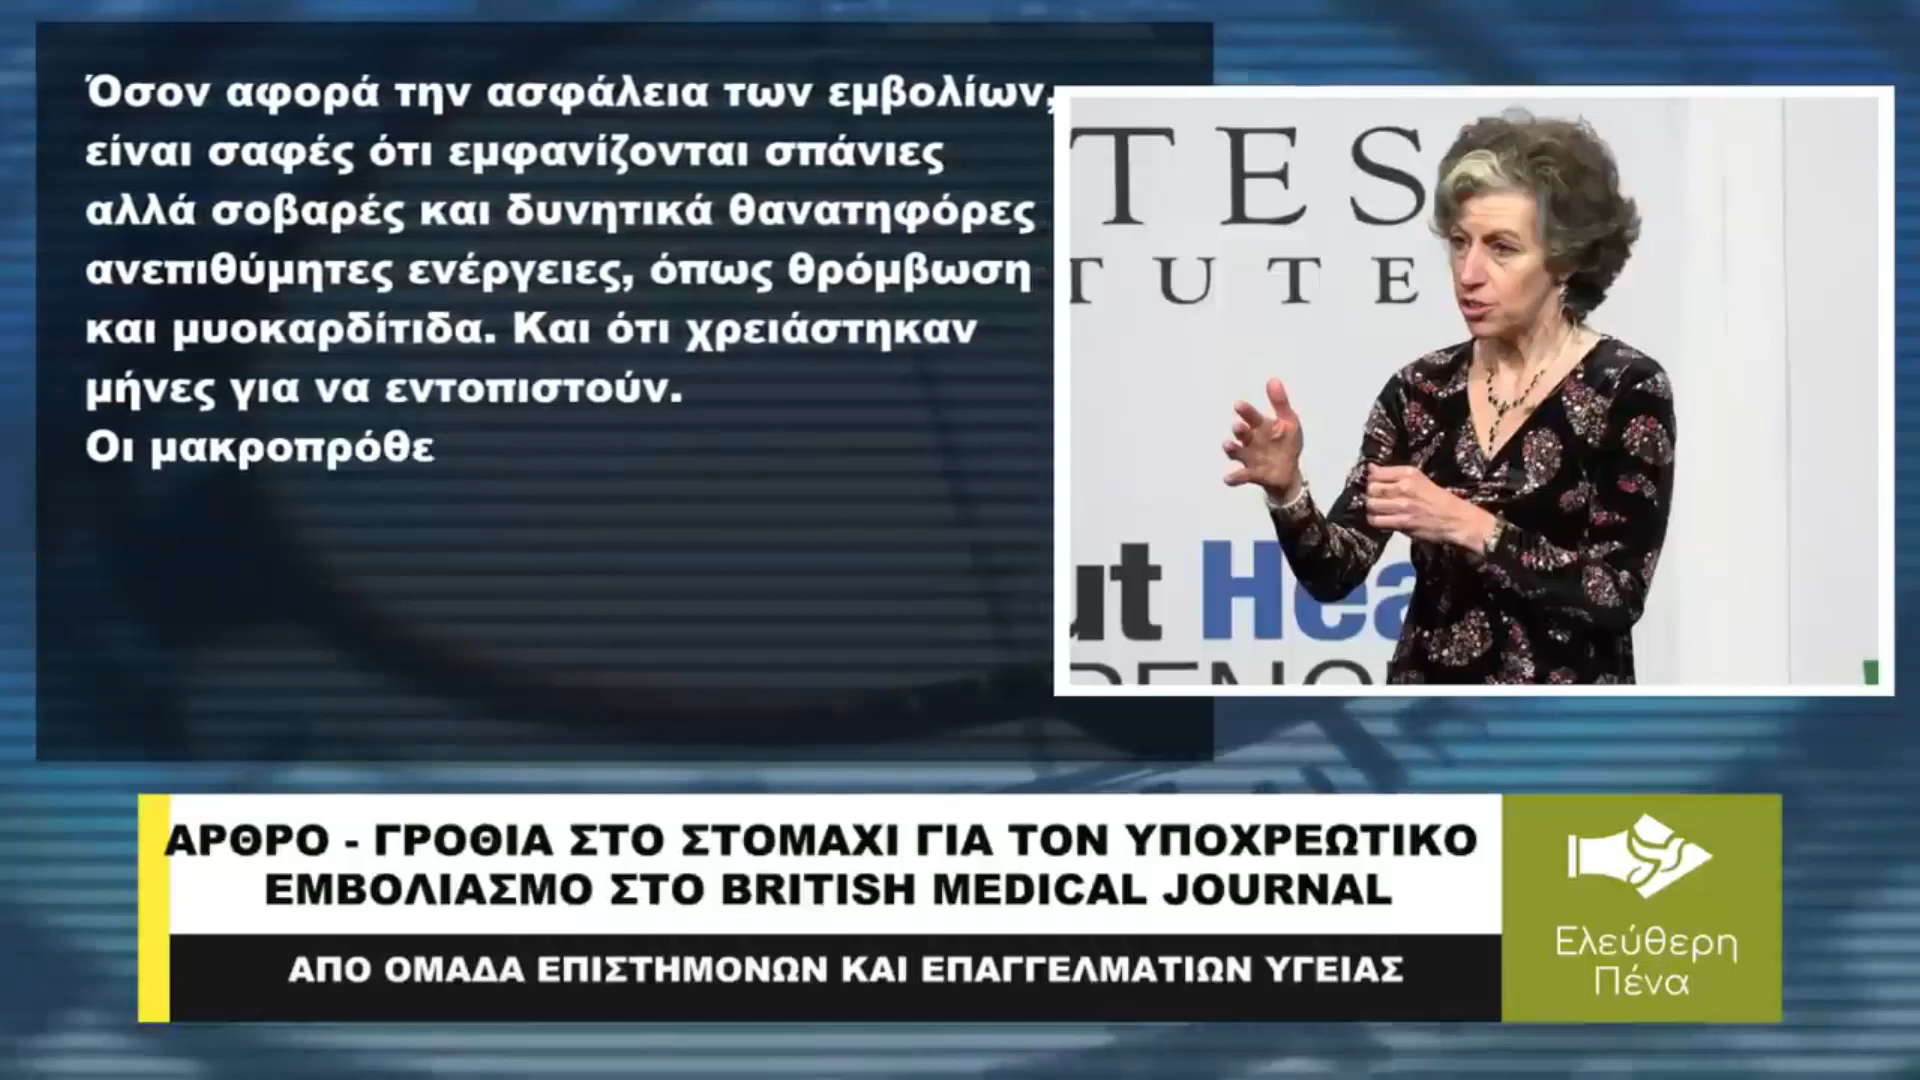 Όσον αφορά την ασφάλεια των εμβολίων,
είναι σαφές ότι εμφανίζονται σπάνιες
αλλά σοβαρές και δυνητικά θανατηφόρες
ανεπιθύμητες ενέργειες, όπως θρόμβωση
και μυοκαρδίτιδα. Και ότι χρειάστηκαν
μήνες για να εντοπιστούν.
Οι μακροπρόθε
TES
TUTE
ut Hea
ΑΡΘΡΟ - ΓΡΟΘΙΑ ΣΤΟ ΣΤΟΜΑΧΙ ΓΙΑ ΤΟΝ ΥΠΟΧΡΕΩΤΙΚΟ
ΕΜΒΟΛΙΑΣΜΟ ΣΤΟ BRITISH MEDICAL JOURNAL
ΑΠΟ ΟΜΑΔΑ ΕΠΙΣΤΗΜΟΝΩΝ ΚΑΙ ΕΠΑΓΓΕΛΜΑΤΙΩΝ ΥΓΕΙΑΣ
Ελεύθερη
Πένα